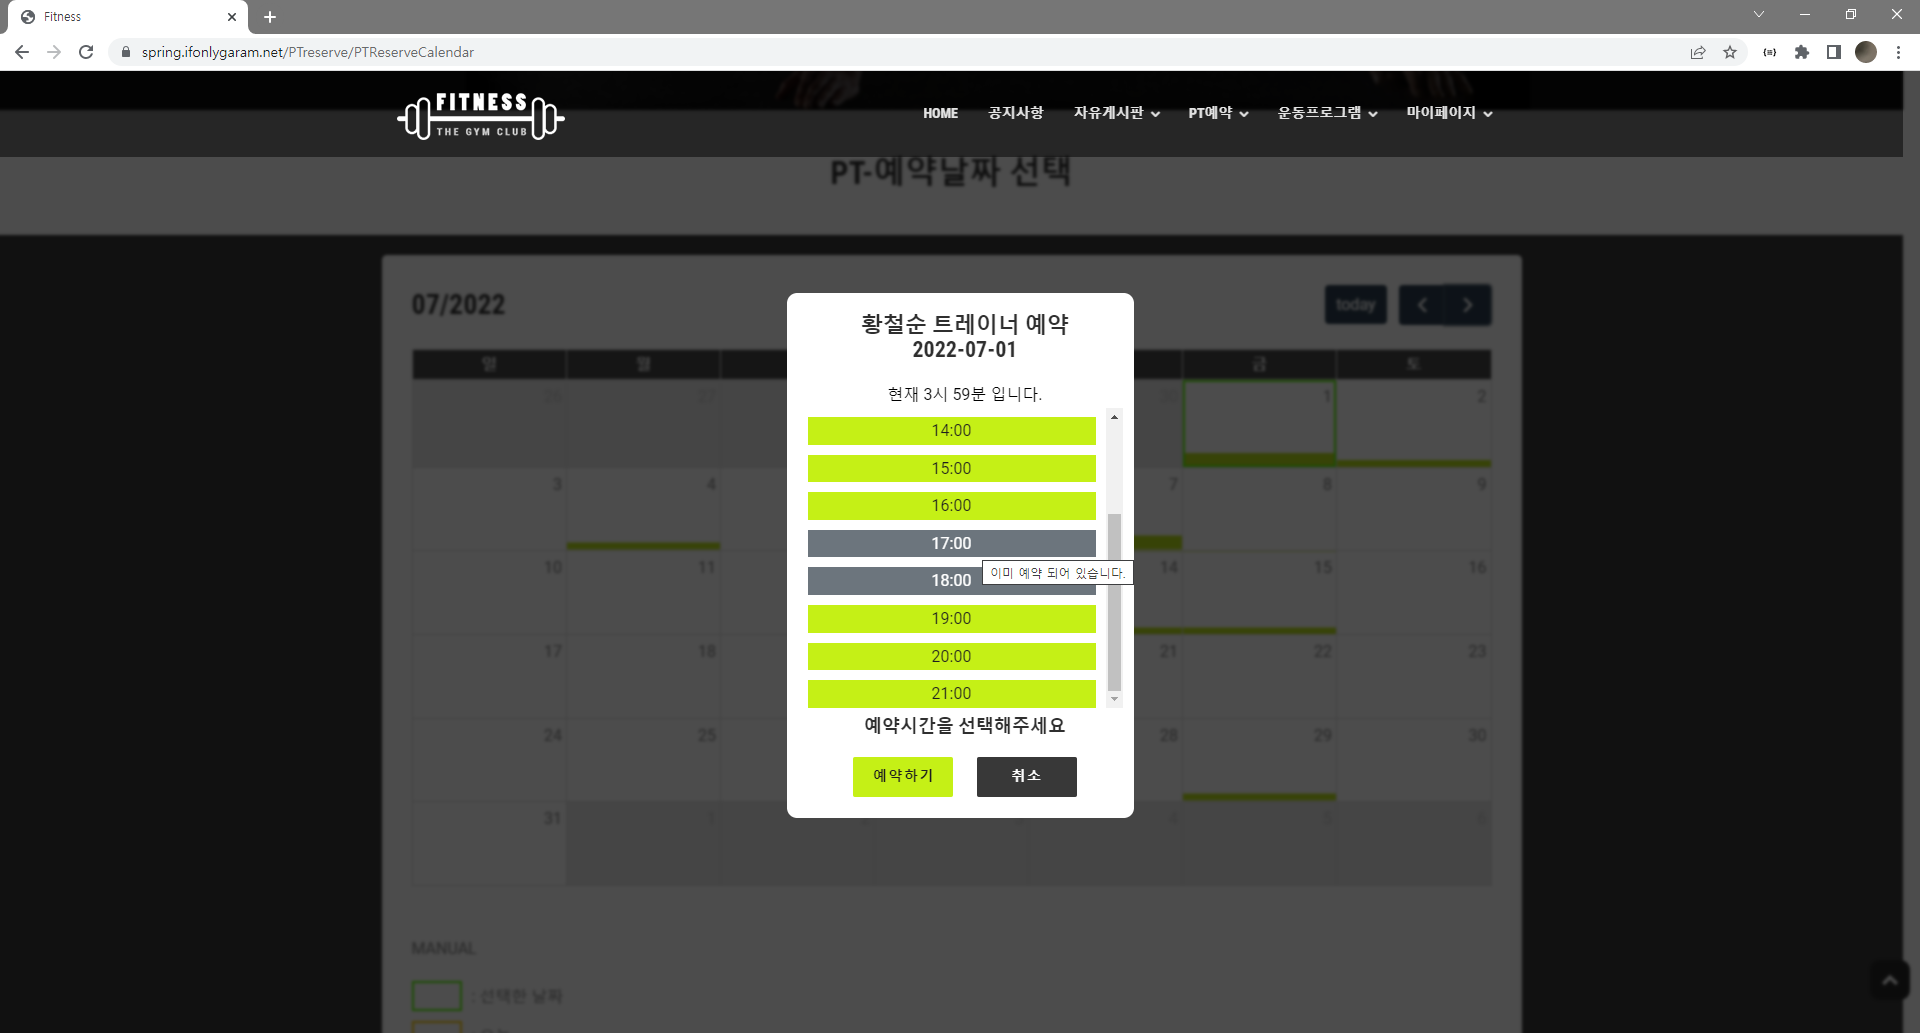 Fitness
spring.ifonlygaram.net/PTreserve/PTReserveCalendar
FITNESS
THE GYM CLUB
HOME 공지사항 자유게시판 PT예약 운동프로그램 마이페이지
PT-예약날짜 선택
07/2022
today
일 월 금 토
26 27 30 1 2
3 4 7 8 9
10 11 14 15 16
17 18 21 22 23
24 25 28 29 30
31
황철순 트레이너 예약
2022-07-01
현재 3시 59분 입니다.
14:00
15:00
16:00
17:00
이미 예약 되어 있습니다.
18:00
19:00
20:00
21:00
예약시간을 선택해주세요
예약하기 취소
MANUAL
: 선택한 날짜